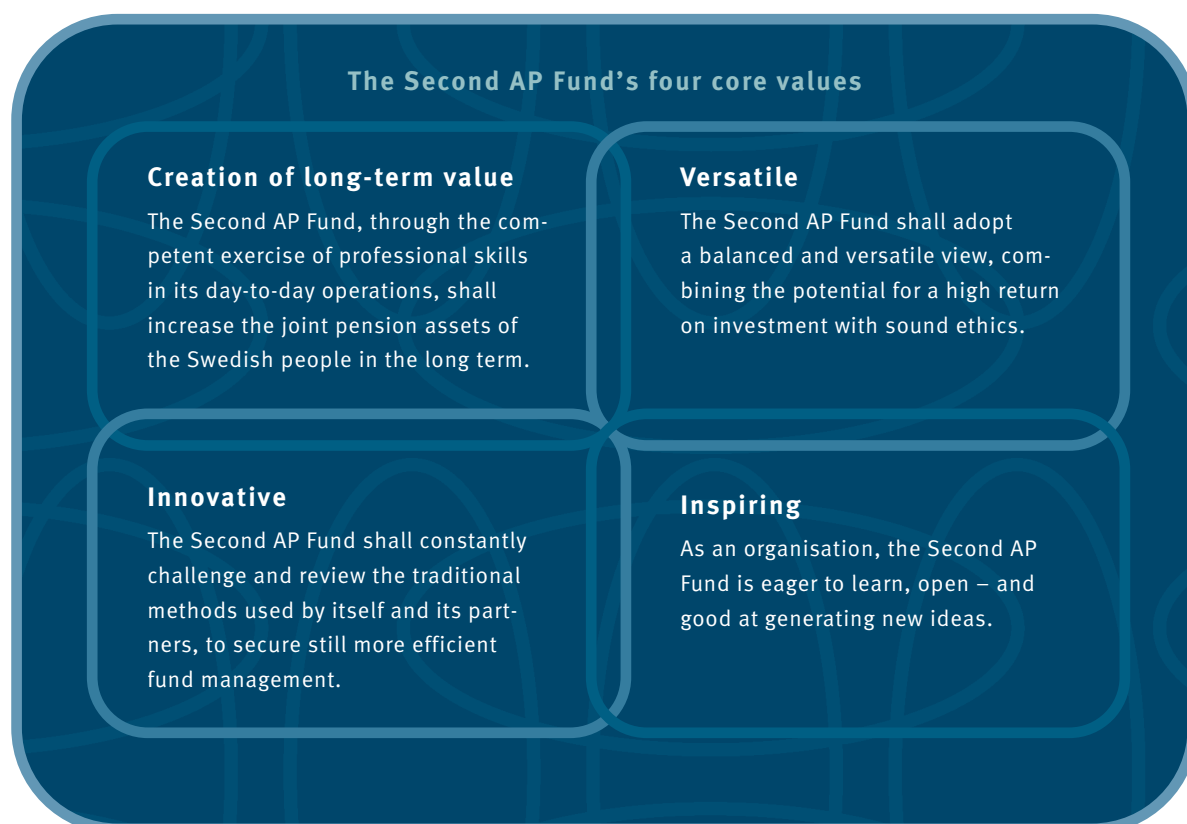 The Second AP Fund’s four core values
Creation of long-term value
The Second AP Fund, through the com-
petent exercise of professional skills
in its day-to-day operations, shall
increase the joint pension assets of
the Swedish people in the long term.
Versatile
The Second AP Fund shall adopt
a balanced and versatile view, com-
bining the potential for a high return
on investment with sound ethics.
Innovative
The Second AP Fund shall constantly
challenge and review the traditional
methods used by itself and its part-
ners, to secure still more efficient
fund management.
Inspiring
As an organisation, the Second AP
Fund is eager to learn, open – and
good at generating new ideas.